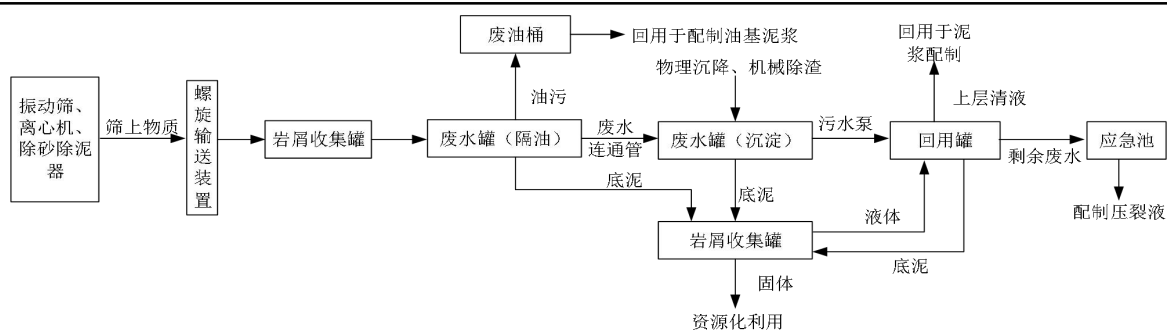 废油桶
回用于配制油基泥浆
回用于泥
浆配制
物理沉降、机械除渣
振动筛、
离心机、
除砂除泥
器
筛上物质
螺旋输送装置
岩屑收集罐
油污
废水罐（隔油）
废水
连通管
废水罐（沉淀）
污水泵
上层清液
回用罐
剩余废水
应急池
底泥
底泥
液体
配制压裂液
岩屑收集罐
底泥
固体
资源化利用